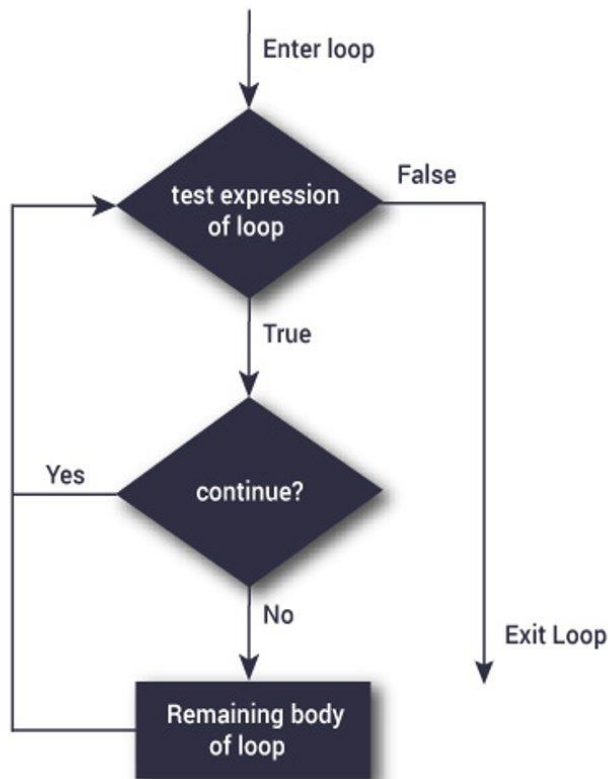 Enter loop
test expression
of loop
False
True
Yes
continue?
No
Exit Loop
Remaining body
of loop